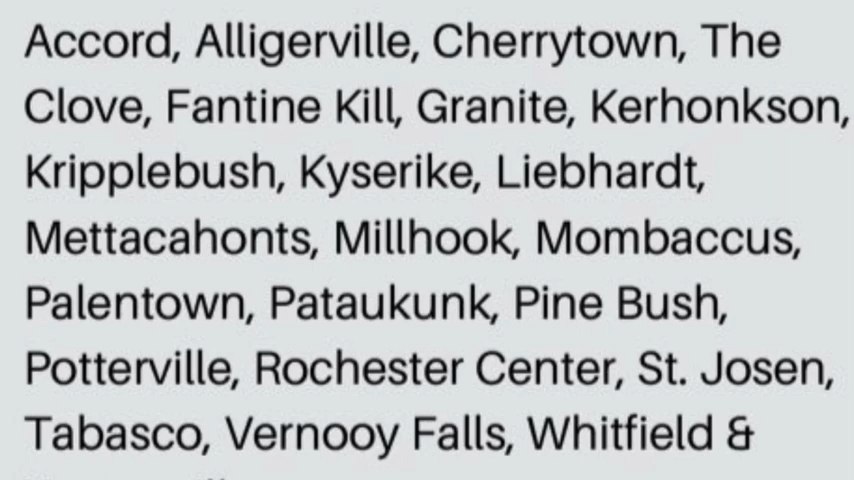 Accord, Alligerville, Cherrytown, The
Clove, Fantine Kill, Granite, Kerhonkson,
Kripplebush, Kyserike, Liebhardt,
Mettacahonts, Millhook, Mombaccus,
Palentown, Pataukunk, Pine Bush,
Potterville, Rochester Center, St. Josen,
Tabasco, Vernooy Falls, Whitfield &